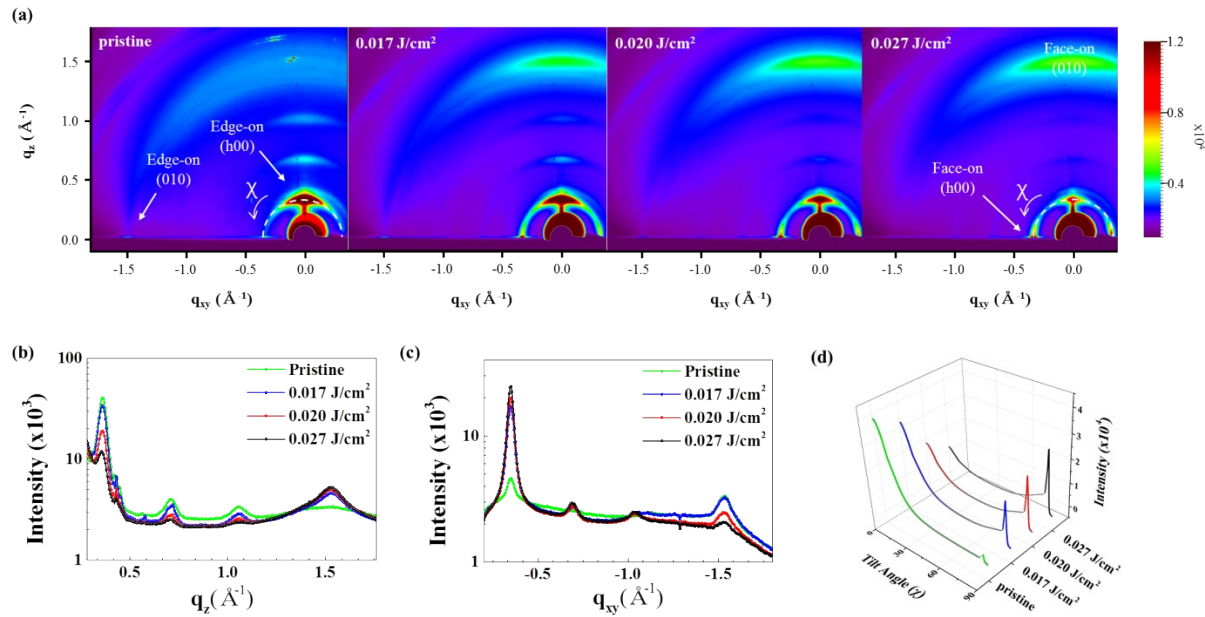 (a)
pristine
0.017 J/cm²
0.020 J/cm²
0.027 J/cm²
Face-on
(010)
Edge-on
(h00)
Edge-on
(010)
χ
Face-on
(h00)
χ
1.5
1.0
0.5
0.0
q_z (Å⁻¹)
-1.5 -1.0 -0.5 0.0
-1.5 -1.0 -0.5 0.0
-1.5 -1.0 -0.5 0.0
-1.5 -1.0 -0.5 0.0
q_xy (Å⁻¹)
q_xy (Å⁻¹)
q_xy (Å⁻¹)
q_xy (Å⁻¹)
1.2
0.8
0.4
x10⁴
(b)
100
10
1
Intensity (x10³)
Pristine
0.017 J/cm²
0.020 J/cm²
0.027 J/cm²
0.5 1.0 1.5
q_z(Å⁻¹)
(c)
10
1
Intensity (x10³)
Pristine
0.017 J/cm²
0.020 J/cm²
0.027 J/cm²
-0.5 -1.0 -1.5
q_xy(Å⁻¹)
(d)
4
3
2
1
0
Intensity (x10⁴)
0
30
60
90
Tilt Angle (χ)
0.027 J/cm²
0.020 J/cm²
0.017 J/cm²
pristine